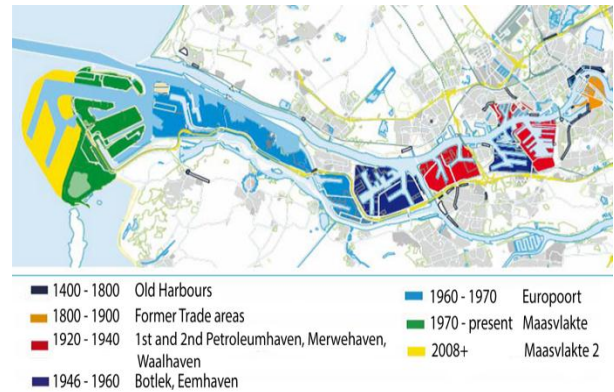 1400 - 1800 Old Harbours
1800 - 1900 Former Trade areas
1920 - 1940 1st and 2nd Petroleumhaven, Merwehaven,
Waalhaven
1946 - 1960 Botlek, Eemhaven
1960 - 1970 Europoort
1970 - present Maasvlakte
2008+ Maasvlakte 2